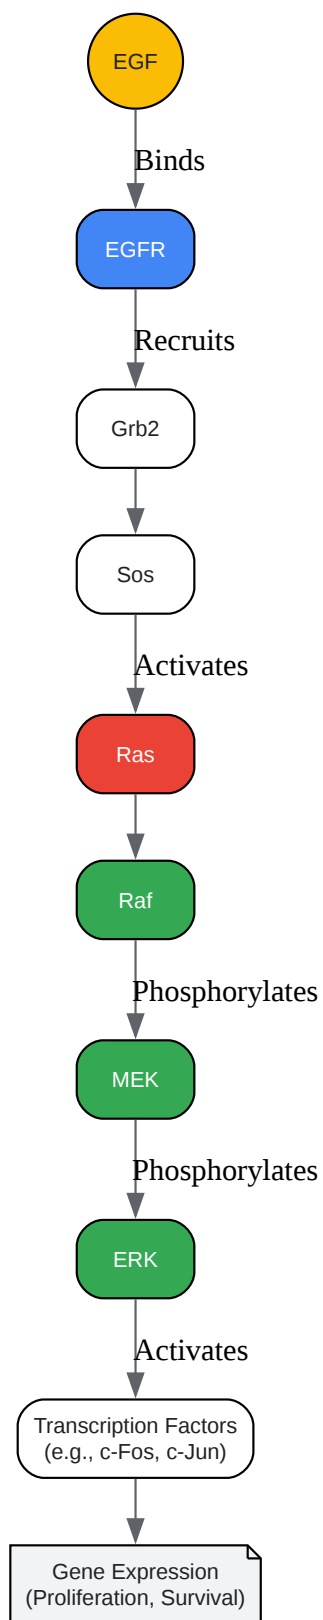 EGF
Binds
EGFR
Recruits
Grb2
Sos
Activates
Ras
Raf
Phosphorylates
MEK
Phosphorylates
ERK
Activates
Transcription Factors
(e.g., c-Fos, c-Jun)
Gene Expression
(Proliferation, Survival)